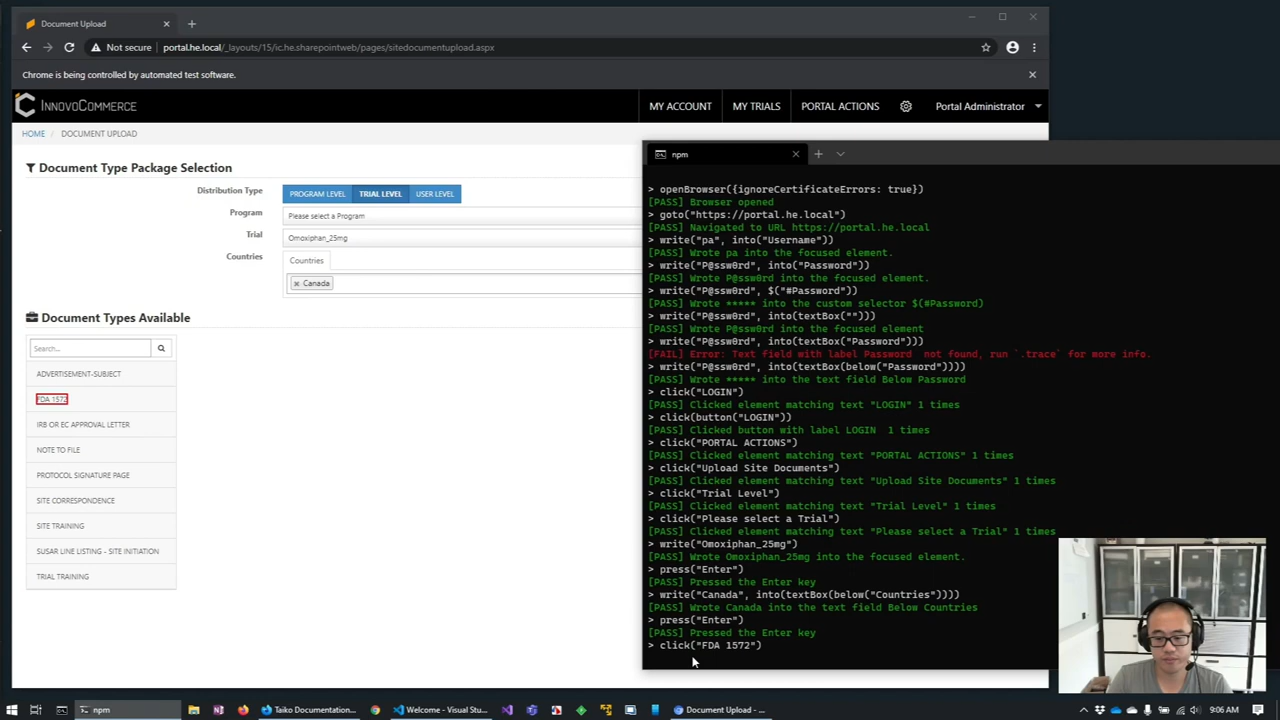 Document Upload
Not secure portal.he.local/_layouts/15/ic.he.sharepointweb/pages/sitedocumentupload.aspx
Chrome is being controlled by automated test software.
INNOVOCOMMERCE
MY ACCOUNT
MY TRIALS
PORTAL ACTIONS
Portal Administrator
HOME / DOCUMENT UPLOAD
Document Type Package Selection
Distribution Type
PROGRAM LEVEL
TRIAL LEVEL
USER LEVEL
Program
Please select a Program
Trial
Omoxiphan_25mg
Countries
Countries
× Canada
Document Types Available
Search...
ADVERTISEMENT-SUBJECT
FDA 1572
IRB OR EC APPROVAL LETTER
NOTE TO FILE
PROTOCOL SIGNATURE PAGE
SITE CORRESPONDENCE
SITE TRAINING
SUSAR LINE LISTING - SITE INITIATION
TRIAL TRAINING
npm
> openBrowser({ignoreCertificateErrors: true})
[PASS] Browser opened
> goto("https://portal.he.local")
[PASS] Navigated to URL https://portal.he.local
> write("pa", into("Username"))
[PASS] Wrote pa into the focused element.
> write("P@ssw0rd", into("Password"))
[PASS] Wrote P@ssw0rd into the focused element.
> write("P@ssw0rd", $("#Password"))
[PASS] Wrote ***** into the custom selector $(#Password)
> write("P@ssw0rd", into(textBox("")))
[PASS] Wrote P@ssw0rd into the focused element
> write("P@ssw0rd", into(textBox("Password")))
[FAIL] Error: Text field with label Password  not found, run `.trace` for more info.
> write("P@ssw0rd", into(textBox(below("Password"))))
[PASS] Wrote ***** into the text field Below Password
> click("LOGIN")
[PASS] Clicked element matching text "LOGIN" 1 times
> click(button("LOGIN"))
[PASS] Clicked button with label LOGIN  1 times
> click("PORTAL ACTIONS")
[PASS] Clicked element matching text "PORTAL ACTIONS" 1 times
> click("Upload Site Documents")
[PASS] Clicked element matching text "Upload Site Documents" 1 times
> click("Trial Level")
[PASS] Clicked element matching text "Trial Level" 1 times
> click("Please select a Trial")
[PASS] Clicked element matching text "Please select a Trial" 1 times
> write("Omoxiphan_25mg")
[PASS] Wrote Omoxiphan_25mg into the focused element.
> press("Enter")
[PASS] Pressed the Enter key
> write("Canada", into(textBox(below("Countries"))))
[PASS] Wrote Canada into the text field Below Countries
> press("Enter")
[PASS] Pressed the Enter key
> click("FDA 1572")
npm
Taiko Documentation...
Welcome - Visual Stu...
Document Upload - ...
9:06 AM